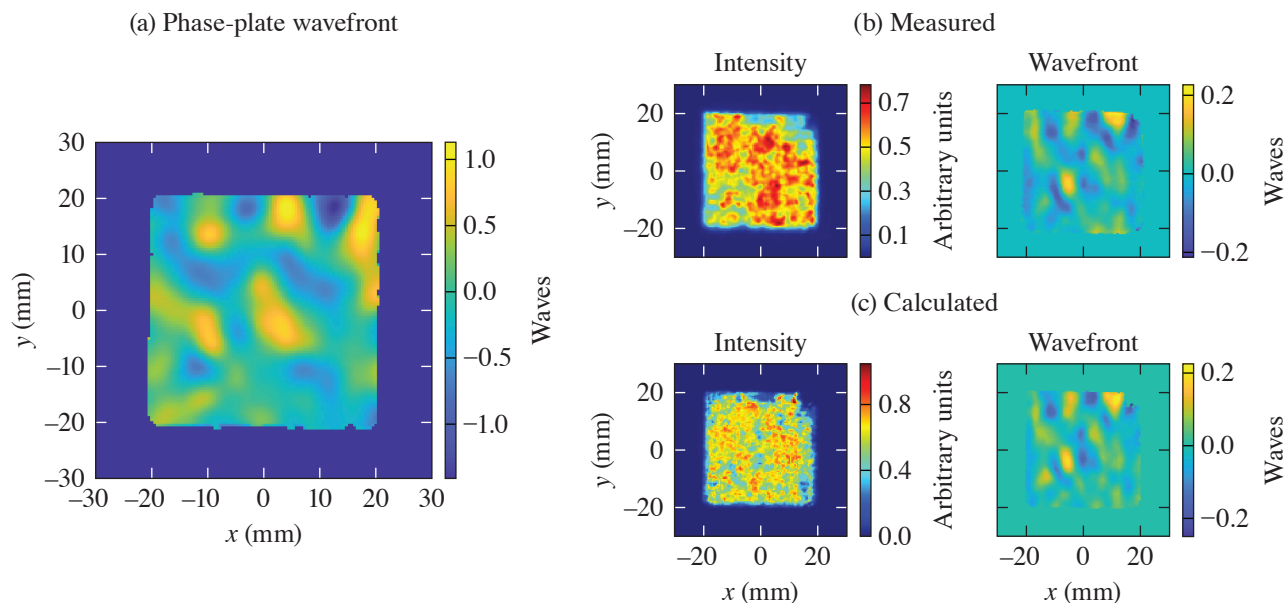 (a) Phase-plate wavefront
30
20
10
0
–10
–20
–30
–30 –20 –10 0 10 20 30
y (mm)
x (mm)
1.0
0.5
0.0
–0.5
–1.0
Waves
(b) Measured
Intensity
20
0
–20
y (mm)
0.7
0.5
0.3
0.1
Arbitrary units
Wavefront
0.2
0.0
–0.2
Waves
(c) Calculated
Intensity
20
0
–20
y (mm)
–20 0 20
x (mm)
0.8
0.4
0.0
Arbitrary units
Wavefront
–20 0 20
x (mm)
0.2
0.0
–0.2
Waves